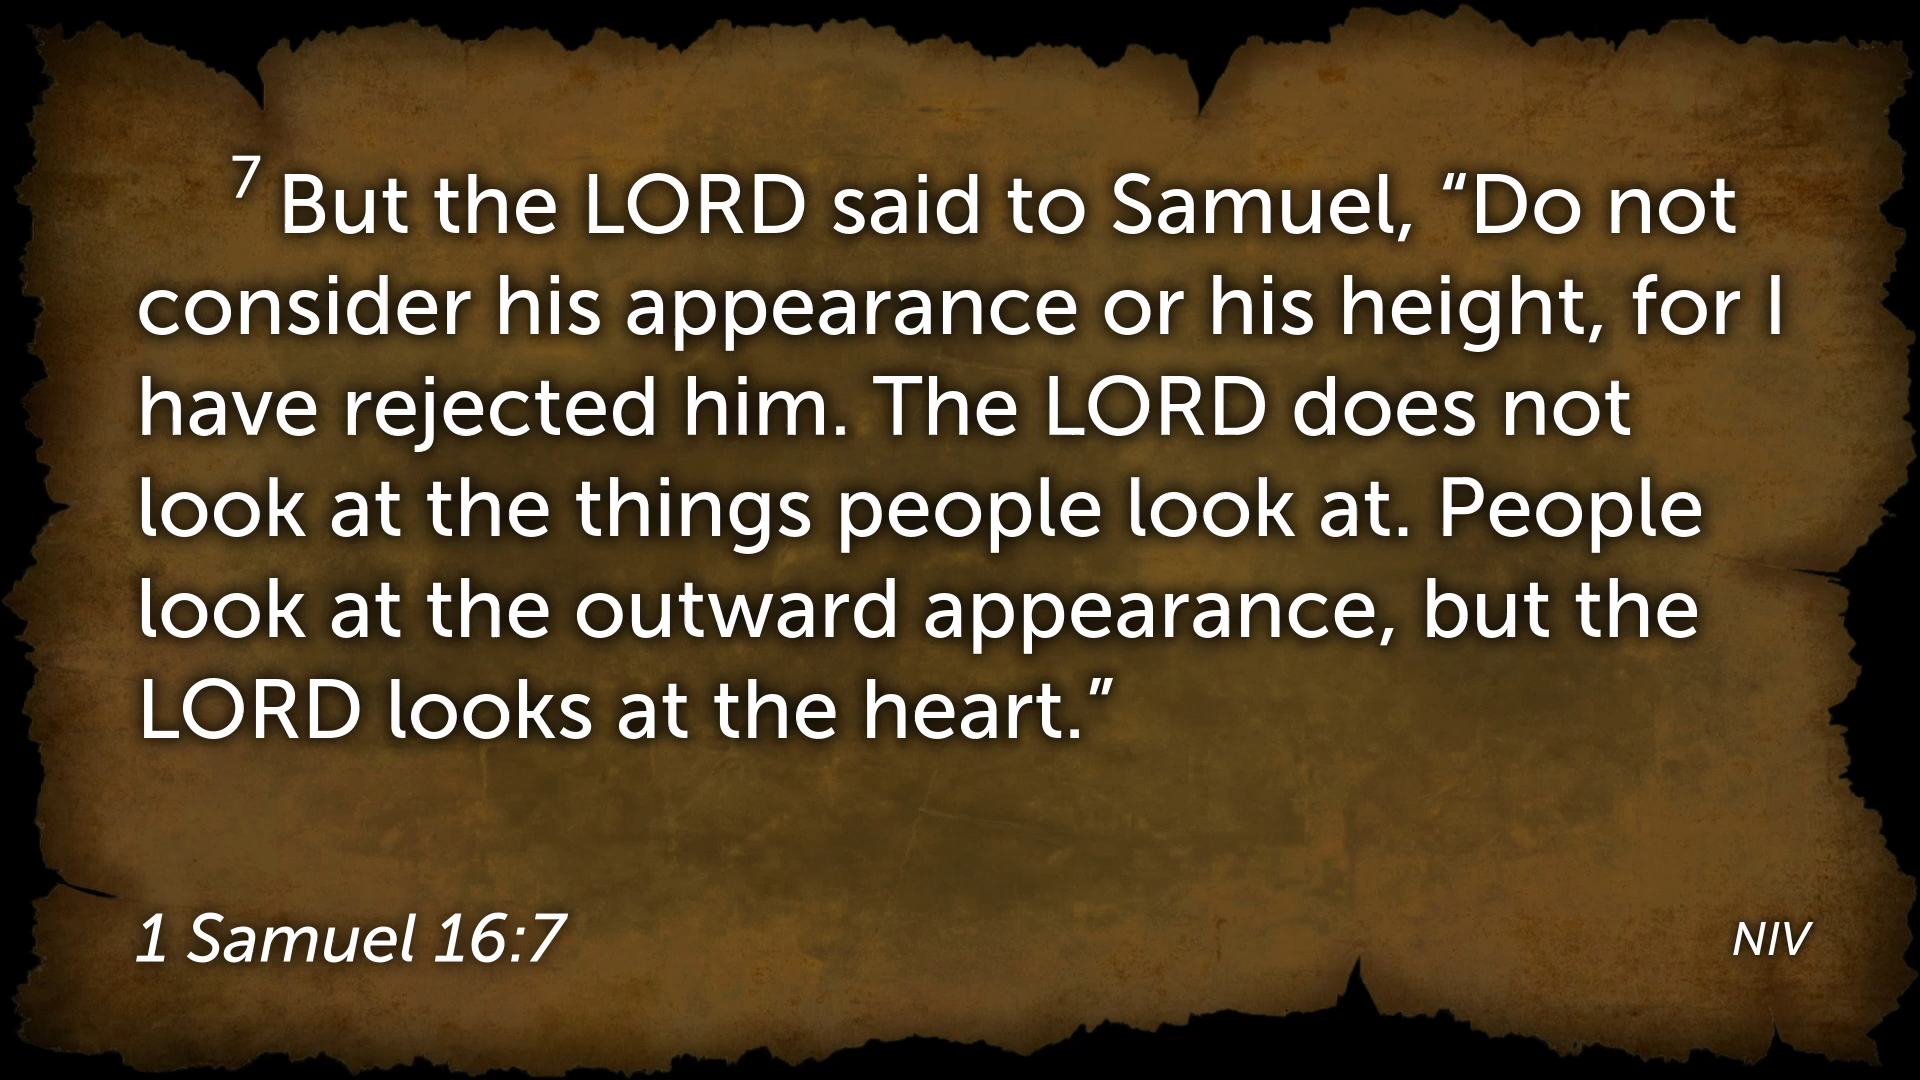 7 But the LORD said to Samuel, “Do not
consider his appearance or his height, for I
have rejected him. The LORD does not
look at the things people look at. People
look at the outward appearance, but the
LORD looks at the heart.”
1 Samuel 16:7
NIV